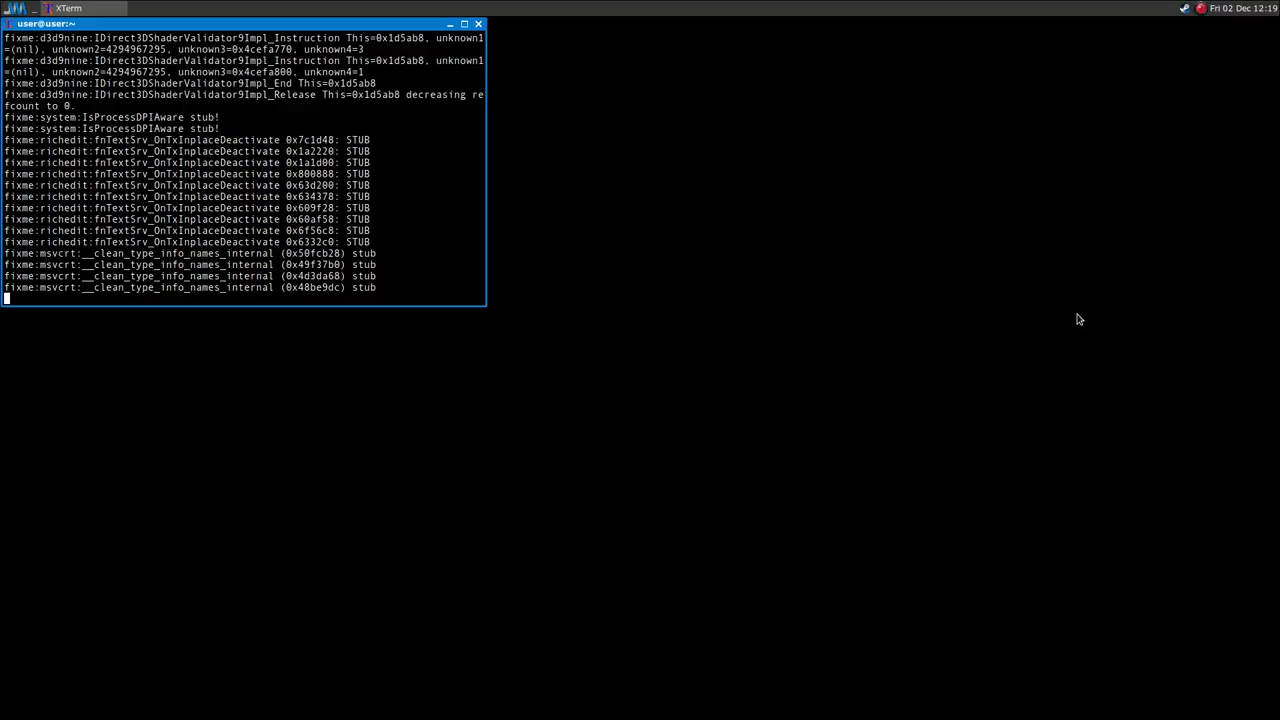 XTerm
Fri 02 Dec 12:19
user@user:~
fixme:d3d9nine:IDirect3DShaderValidator9Impl_Instruction This=0x1d5ab8, unknown1
=(nil), unknown2=4294967295, unknown3=0x4cefa770, unknown4=3
fixme:d3d9nine:IDirect3DShaderValidator9Impl_Instruction This=0x1d5ab8, unknown1
=(nil), unknown2=4294967295, unknown3=0x4cefa800, unknown4=1
fixme:d3d9nine:IDirect3DShaderValidator9Impl_End This=0x1d5ab8
fixme:d3d9nine:IDirect3DShaderValidator9Impl_Release This=0x1d5ab8 decreasing re
fcount to 0.
fixme:system:IsProcessDPIAware stub!
fixme:system:IsProcessDPIAware stub!
fixme:richedit:fnTextSrv_OnTxInplaceDeactivate 0x7c1d48: STUB
fixme:richedit:fnTextSrv_OnTxInplaceDeactivate 0x1a2220: STUB
fixme:richedit:fnTextSrv_OnTxInplaceDeactivate 0x1a1d00: STUB
fixme:richedit:fnTextSrv_OnTxInplaceDeactivate 0x800888: STUB
fixme:richedit:fnTextSrv_OnTxInplaceDeactivate 0x63d200: STUB
fixme:richedit:fnTextSrv_OnTxInplaceDeactivate 0x634378: STUB
fixme:richedit:fnTextSrv_OnTxInplaceDeactivate 0x609f28: STUB
fixme:richedit:fnTextSrv_OnTxInplaceDeactivate 0x60af58: STUB
fixme:richedit:fnTextSrv_OnTxInplaceDeactivate 0x6f56c8: STUB
fixme:richedit:fnTextSrv_OnTxInplaceDeactivate 0x6332c0: STUB
fixme:msvcrt:__clean_type_info_names_internal (0x50fcb28) stub
fixme:msvcrt:__clean_type_info_names_internal (0x49f37b0) stub
fixme:msvcrt:__clean_type_info_names_internal (0x4d3da68) stub
fixme:msvcrt:__clean_type_info_names_internal (0x48be9dc) stub